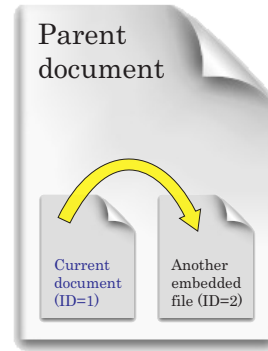 Parent
document
Current
document
(ID=1)
Another
embedded
file (ID=2)